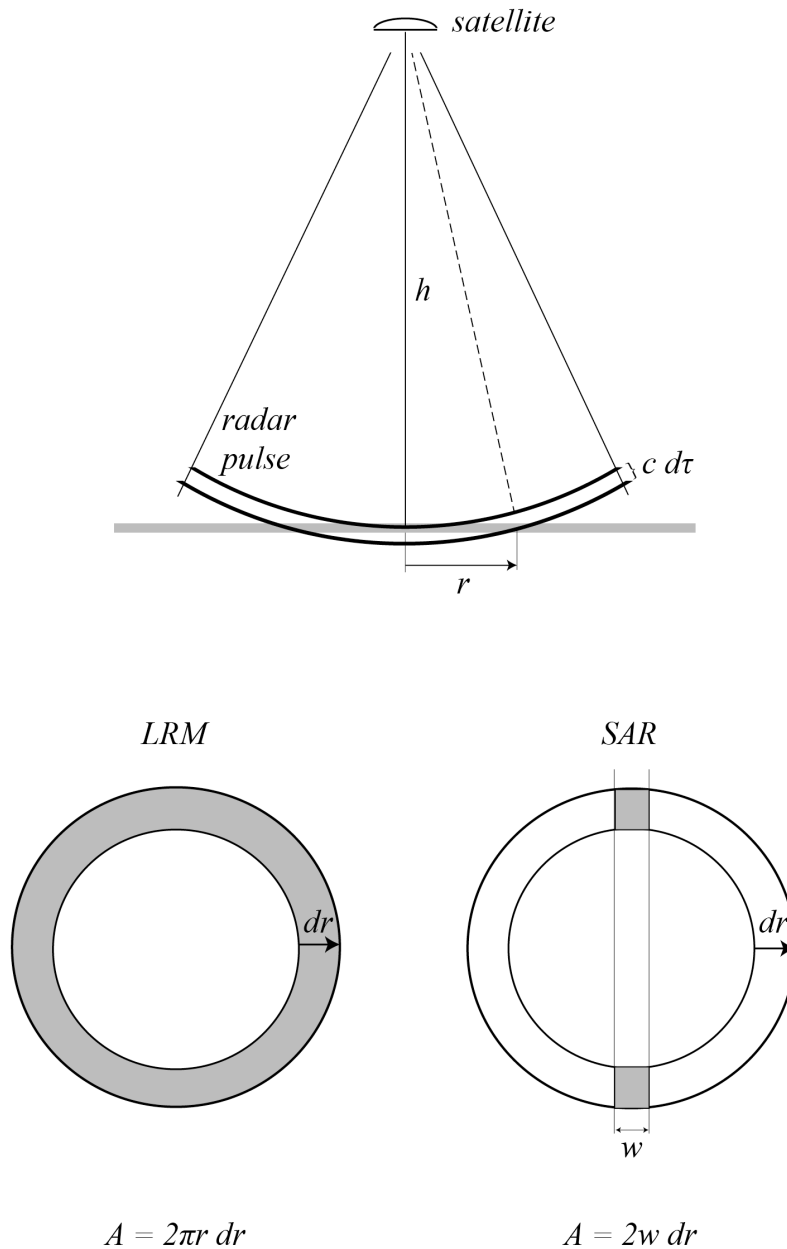 satellite
h
radar
pulse
c dτ
r
LRM
SAR
dr
dr
w
A = 2πr dr
A = 2w dr